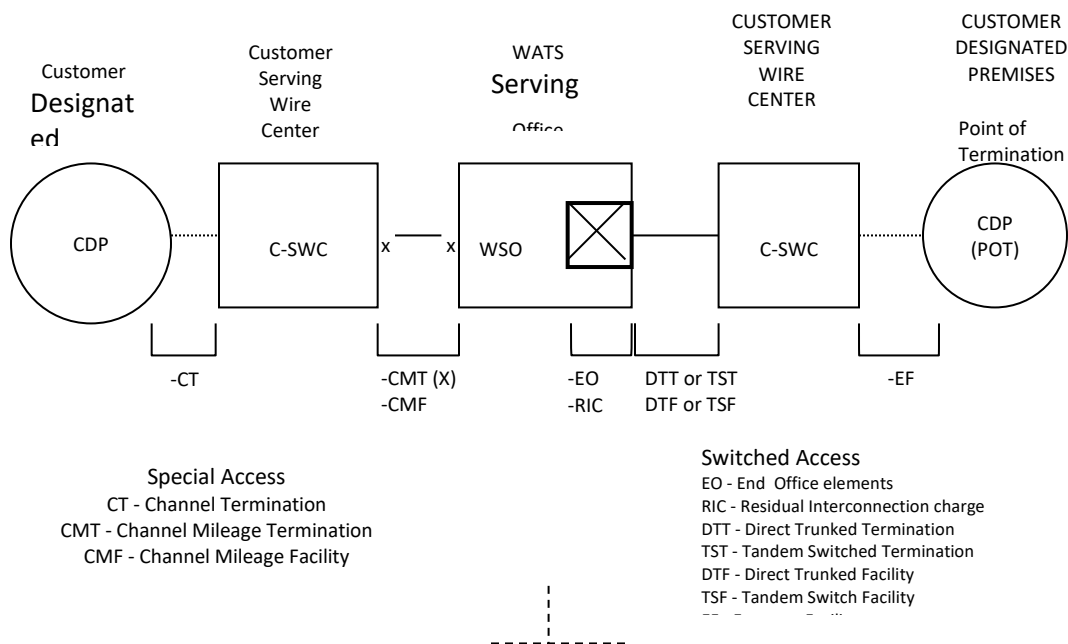 Customer
Designat
ed
Customer
Serving
Wire
Center
WATS
Serving
Office
CUSTOMER
SERVING
WIRE
CENTER
CUSTOMER
DESIGNATED
PREMISES
Point of
Termination
CDP
C-SWC
x
x
WSO
C-SWC
CDP
(POT)
-CT
-CMT (X)
-CMF
-EO
-RIC
DTT or TST
DTF or TSF
-EF
Special Access
CT - Channel Termination
CMT - Channel Mileage Termination
CMF - Channel Mileage Facility
Switched Access
EO - End Office elements
RIC - Residual Interconnection charge
DTT - Direct Trunked Termination
TST - Tandem Switched Termination
DTF - Direct Trunked Facility
TSF - Tandem Switch Facility